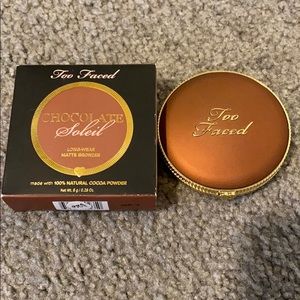 Too Faced
CHOCOLATE
Soleil
LONG-WEAR
MATTE BRONZER
made with 100% NATURAL COCOA POWDER
Net Wt. 8 g / 0.28 Oz.
Too
Faced